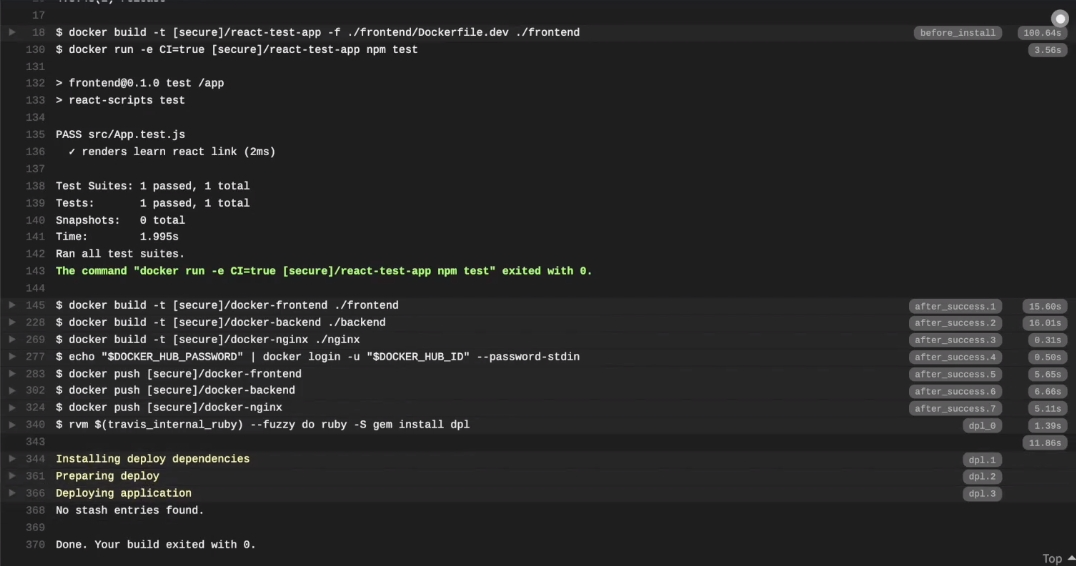 17
18 $ docker build -t [secure]/react-test-app -f ./frontend/Dockerfile.dev ./frontend before_install 100.64s
130 $ docker run -e CI=true [secure]/react-test-app npm test 3.56s
131
132 > frontend@0.1.0 test /app
133 > react-scripts test
134
135 PASS src/App.test.js
136 ✓ renders learn react link (2ms)
137
138 Test Suites: 1 passed, 1 total
139 Tests: 1 passed, 1 total
140 Snapshots: 0 total
141 Time: 1.995s
142 Ran all test suites.
143 The command "docker run -e CI=true [secure]/react-test-app npm test" exited with 0.
144
145 $ docker build -t [secure]/docker-frontend ./frontend after_success.1 15.60s
228 $ docker build -t [secure]/docker-backend ./backend after_success.2 16.01s
269 $ docker build -t [secure]/docker-nginx ./nginx after_success.3 0.31s
277 $ echo "$DOCKER_HUB_PASSWORD" | docker login -u "$DOCKER_HUB_ID" --password-stdin after_success.4 0.50s
283 $ docker push [secure]/docker-frontend after_success.5 5.65s
302 $ docker push [secure]/docker-backend after_success.6 6.66s
324 $ docker push [secure]/docker-nginx after_success.7 5.11s
340 $ rvm $(travis_internal_ruby) --fuzzy do ruby -S gem install dpl dpl_0 1.39s
343 11.86s
344 Installing deploy dependencies dpl.1
361 Preparing deploy dpl.2
366 Deploying application dpl.3
368 No stash entries found.
369
370 Done. Your build exited with 0.
Top